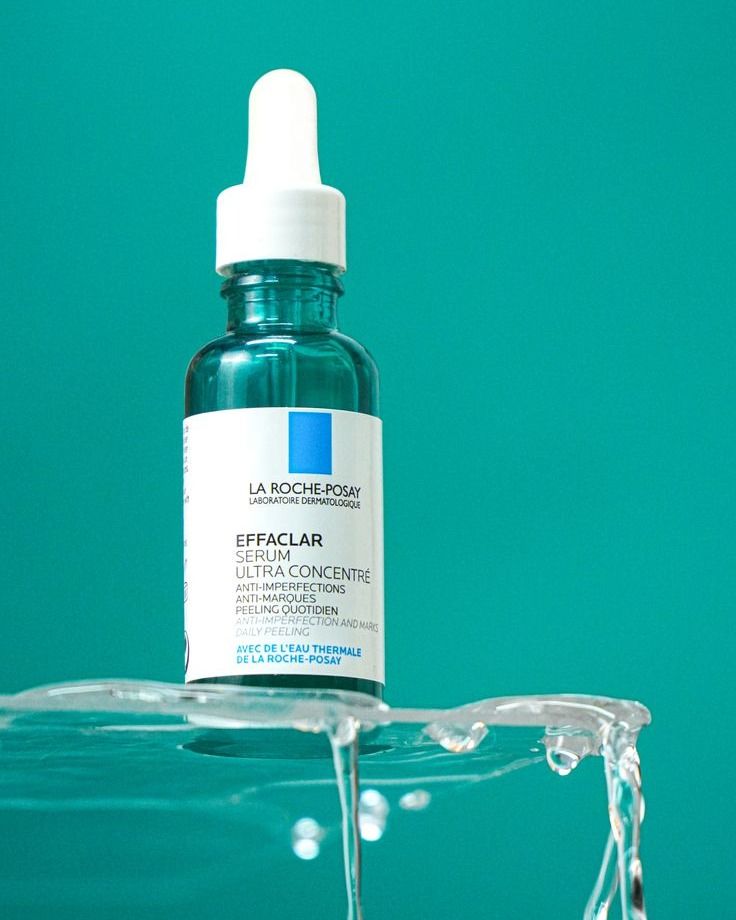 LA ROCHE-POSAY
LABORATOIRE DERMATOLOGIQUE
EFFACLAR
SERUM
ULTRA CONCENTRÉ
ANTI-IMPERFECTIONS
ANTI-MARQUES
PEELING QUOTIDIEN
ANTI-IMPERFECTION AND MARKS
DAILY PEELING
AVEC DE L'EAU THERMALE
DE LA ROCHE-POSAY